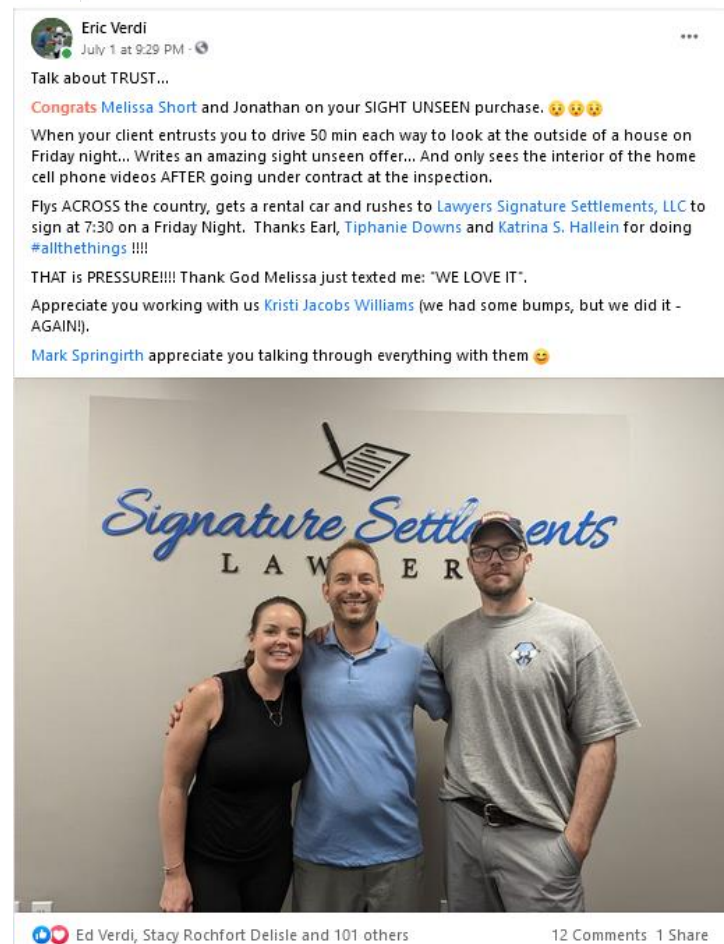 Eric Verdi
July 1 at 9:29 PM ·
Talk about TRUST...
Congrats Melissa Short and Jonathan on your SIGHT UNSEEN purchase. 😧😧😧
When your client entrusts you to drive 50 min each way to look at the outside of a house on
Friday night... Writes an amazing sight unseen offer... And only sees the interior of the home
cell phone videos AFTER going under contract at the inspection.
Flys ACROSS the country, gets a rental car and rushes to Lawyers Signature Settlements, LLC to
sign at 7:30 on a Friday Night. Thanks Earl, Tiphanie Downs and Katrina S. Hallein for doing
#allthethings !!!!
THAT is PRESSURE!!!! Thank God Melissa just texted me: "WE LOVE IT".
Appreciate you working with us Kristi Jacobs Williams (we had some bumps, but we did it -
AGAIN!).
Mark Springirth appreciate you talking through everything with them 😊
Signature Settl ents
LAW ER
Ed Verdi, Stacy Rochfort Delisle and 101 others 12 Comments 1 Share